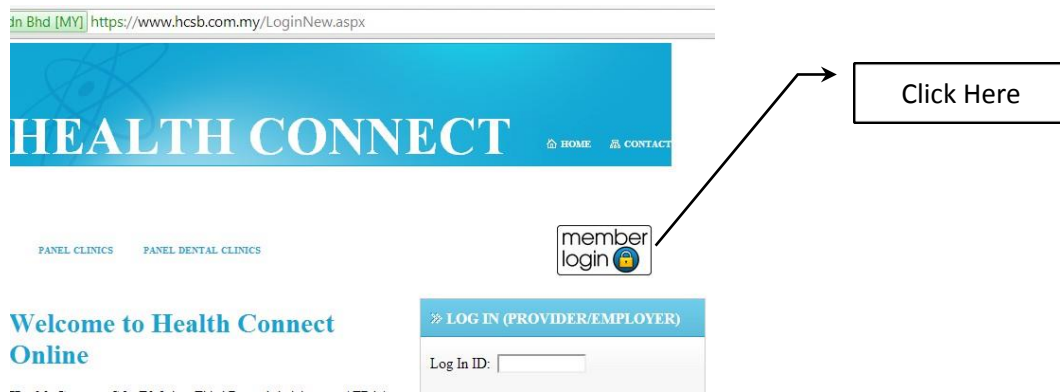 dn Bhd [MY] https://www.hcsb.com.my/LoginNew.aspx
Click Here
HEALTH CONNECT
HOME CONTACT
member
login
PANEL CLINICS PANEL DENTAL CLINICS
Welcome to Health Connect
Online
» LOG IN (PROVIDER/EMPLOYER)
Log In ID: